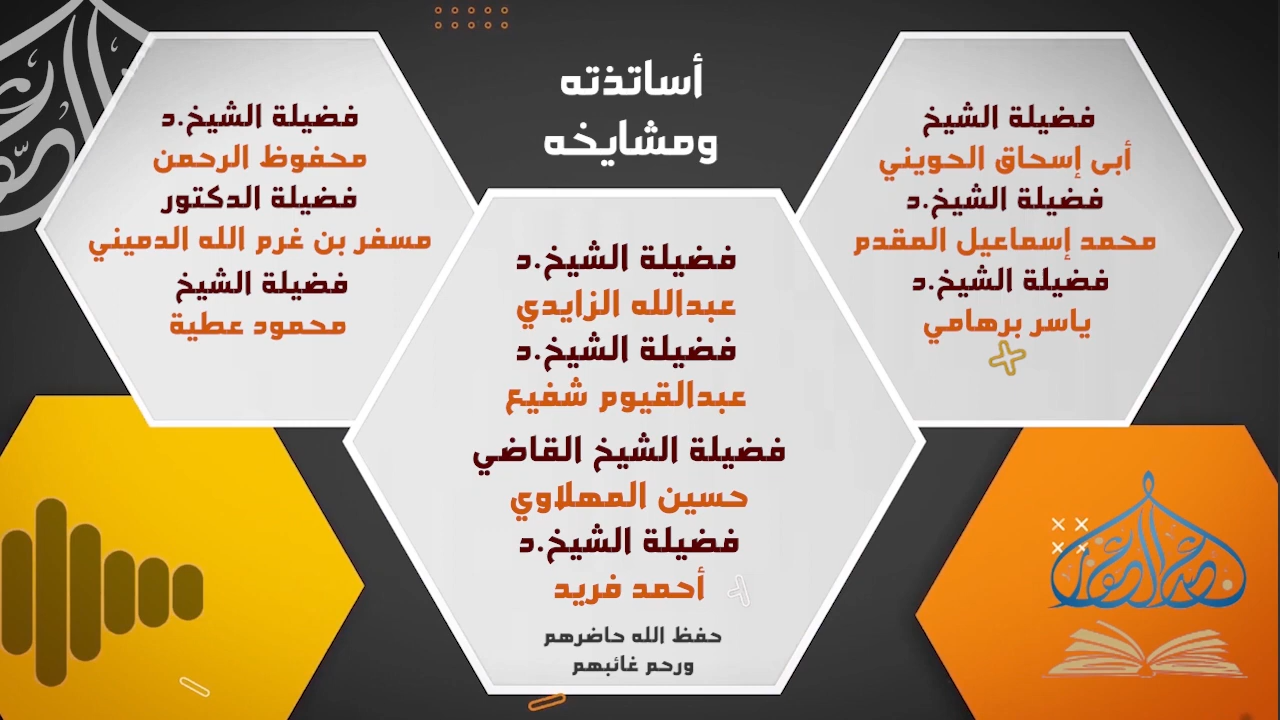 أساتذته
ومشايخه
فضيلة الشيخ
أبى إسحاق الحويني
فضيلة الشيخ.د
محمد إسماعيل المقدم
فضيلة الشيخ.د
ياسر برهامي
فضيلة الشيخ.د
عبدالله الزايدي
فضيلة الشيخ.د
عبدالقيوم شفيع
فضيلة الشيخ القاضي
حسين المهلاوي
فضيلة الشيخ.د
أحمد فريد
حفظ الله حاضرهم
ورحم غائبهم
فضيلة الشيخ.د
محفوظ الرحمن
فضيلة الدكتور
مسفر بن غرم الله الدميني
فضيلة الشيخ
محمود عطية